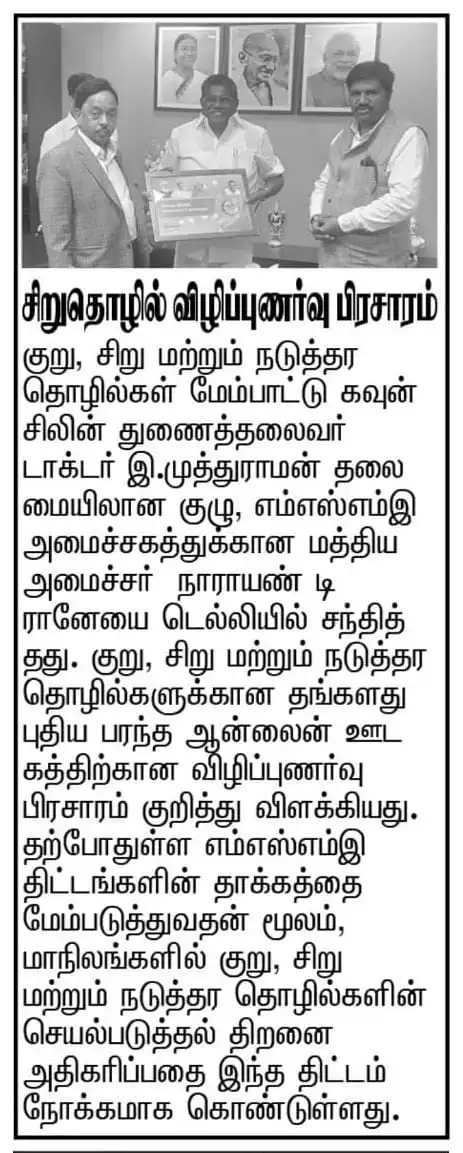 சிறுதொழில் விழிப்புணர்வு பிரசாரம்
குறு, சிறு மற்றும் நடுத்தர
தொழில்கள் மேம்பாட்டு கவுன்
சிலின் துணைத்தலைவர்
டாக்டர் இ.முத்துராமன் தலை
மையிலான குழு, எம்எஸ்எம்இ
அமைச்சகத்துக்கான மத்திய
அமைச்சர் நாராயண் டி
ரானேயை டெல்லியில் சந்தித்
தது. குறு, சிறு மற்றும் நடுத்தர
தொழில்களுக்கான தங்களது
புதிய பரந்த ஆன்லைன் ஊட
கத்திற்கான விழிப்புணர்வு
பிரசாரம் குறித்து விளக்கியது.
தற்போதுள்ள எம்எஸ்எம்இ
திட்டங்களின் தாக்கத்தை
மேம்படுத்துவதன் மூலம்,
மாநிலங்களில் குறு, சிறு
மற்றும் நடுத்தர தொழில்களின்
செயல்படுத்தல் திறனை
அதிகரிப்பதை இந்த திட்டம்
நோக்கமாக கொண்டுள்ளது.